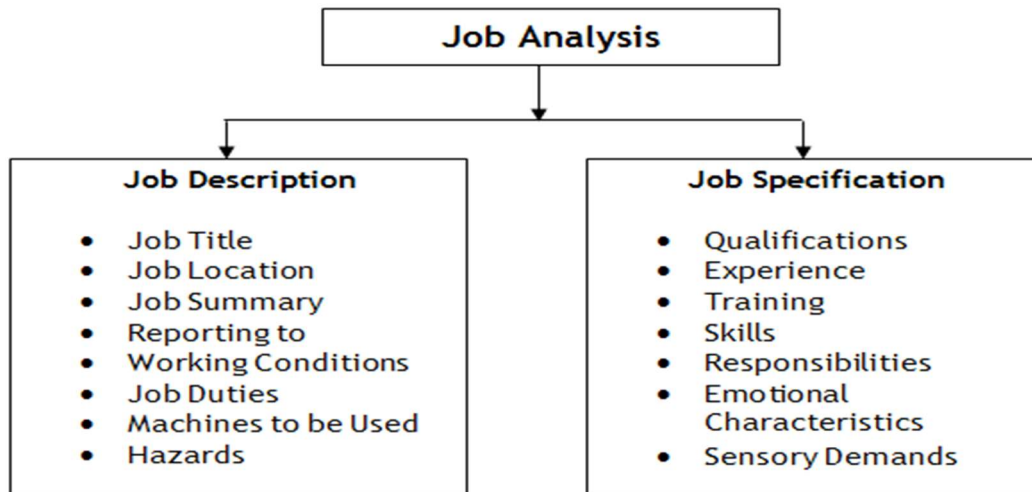 Job Analysis
Job Description
• Job Title
• Job Location
• Job Summary
• Reporting to
• Working Conditions
• Job Duties
• Machines to be Used
• Hazards
Job Specification
• Qualifications
• Experience
• Training
• Skills
• Responsibilities
• Emotional
Characteristics
• Sensory Demands